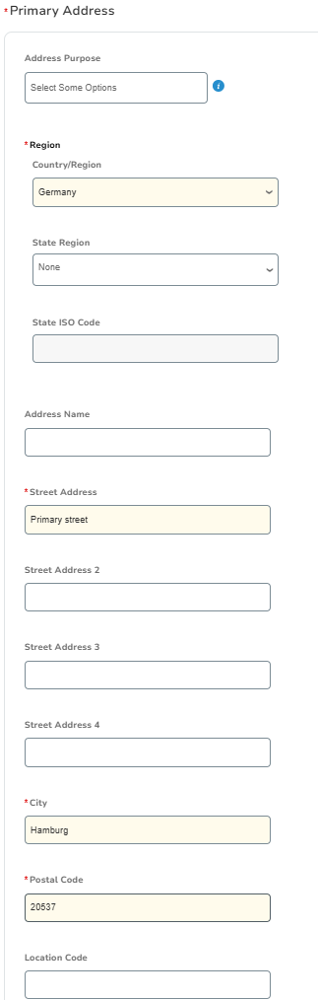 *Primary Address
Address Purpose
Select Some Options
i
*Region
Country/Region
Germany
State Region
None
State ISO Code
Address Name
*Street Address
Primary street
Street Address 2
Street Address 3
Street Address 4
*City
Hamburg
*Postal Code
20537
Location Code